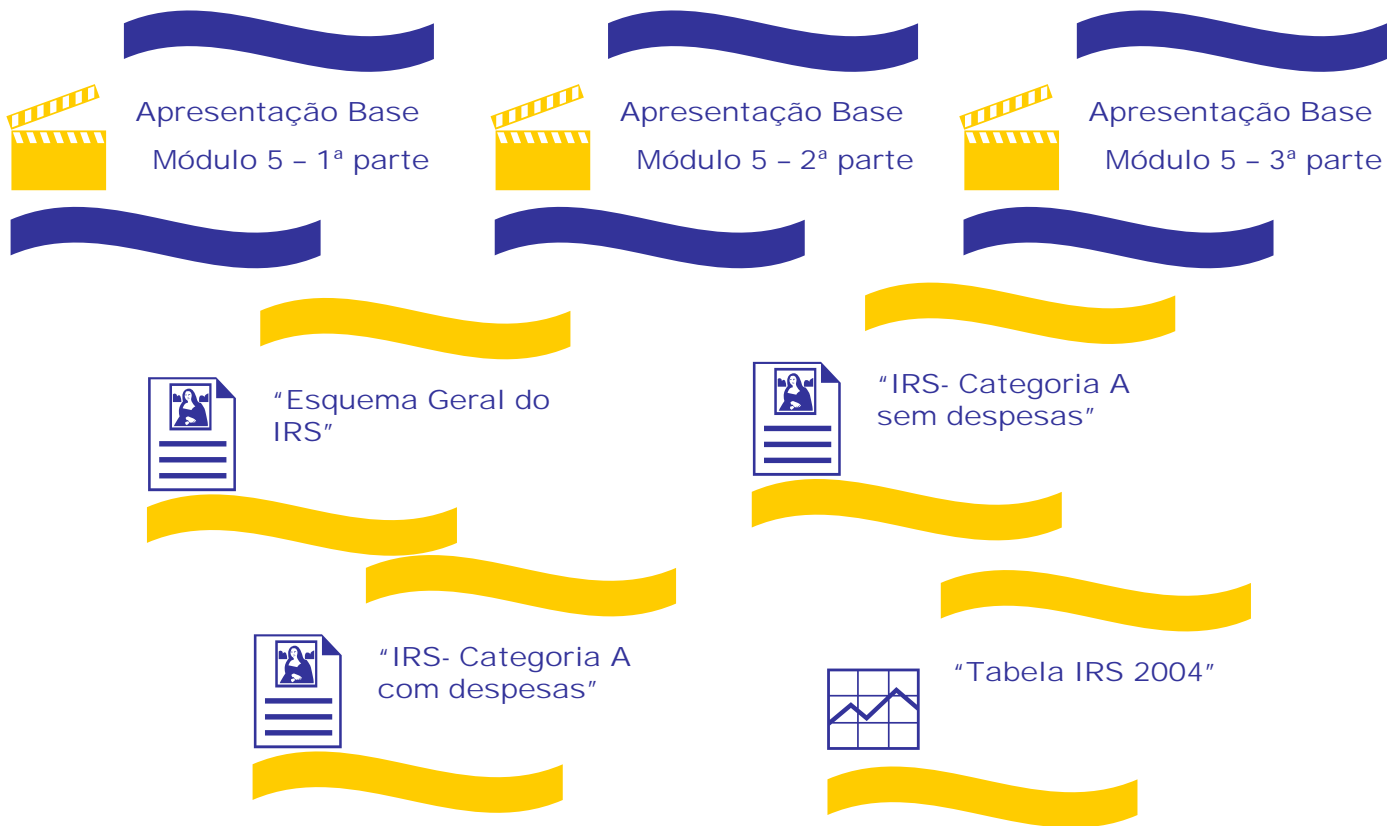 Apresentação Base
Módulo 5 – 1ª parte
Apresentação Base
Módulo 5 – 2ª parte
Apresentação Base
Módulo 5 – 3ª parte
“Esquema Geral do
IRS”
“IRS- Categoria A
sem despesas”
“IRS- Categoria A
com despesas”
“Tabela IRS 2004”